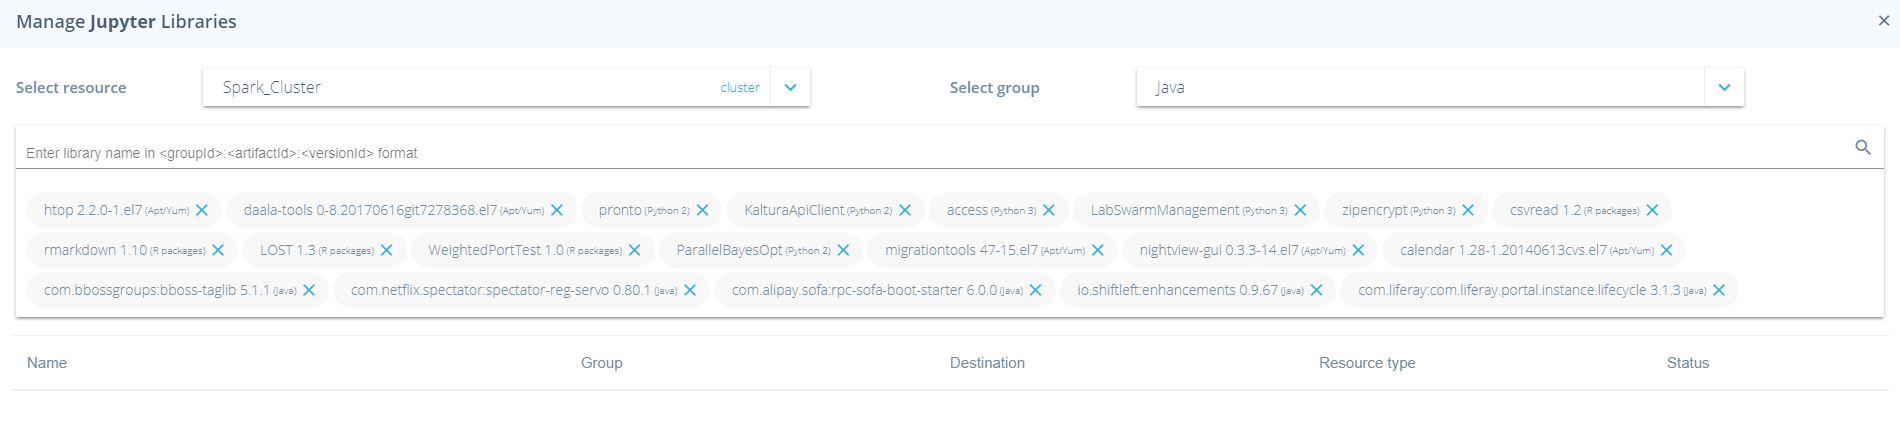 Manage Jupyter Libraries
Select resource Spark_Cluster cluster Select group Java
Enter library name in <groupId>:<artifactId>:<versionId> format
htop 2.2.0-1.el7 (Apt/Yum) daala-tools 0-8.20170616git7278368.el7 (Apt/Yum) pronto (Python 2) KalturaApiClient (Python 2) access (Python 3) LabSwarmManagement (Python 3) zipencrypt (Python 3) csvread 1.2 (R packages)
rmarkdown 1.10 (R packages) LOST 1.3 (R packages) WeightedPortTest 1.0 (R packages) ParallelBayesOpt (Python 2) migrationtools 47-15.el7 (Apt/Yum) nightview-gui 0.3.3-14.el7 (Apt/Yum) calendar 1.28-1.20140613cvs.el7 (Apt/Yum)
com.bbossgroups:bboss-taglib 5.1.1 (Java) com.netflix.spectator:spectator-reg-servo 0.80.1 (Java) com.alipay.sofa:rpc-sofa-boot-starter 6.0.0 (Java) io.shiftleft:enhancements 0.9.67 (Java) com.liferay:com.liferay.portal.instance.lifecycle 3.1.3 (Java)
Name Group Destination Resource type Status